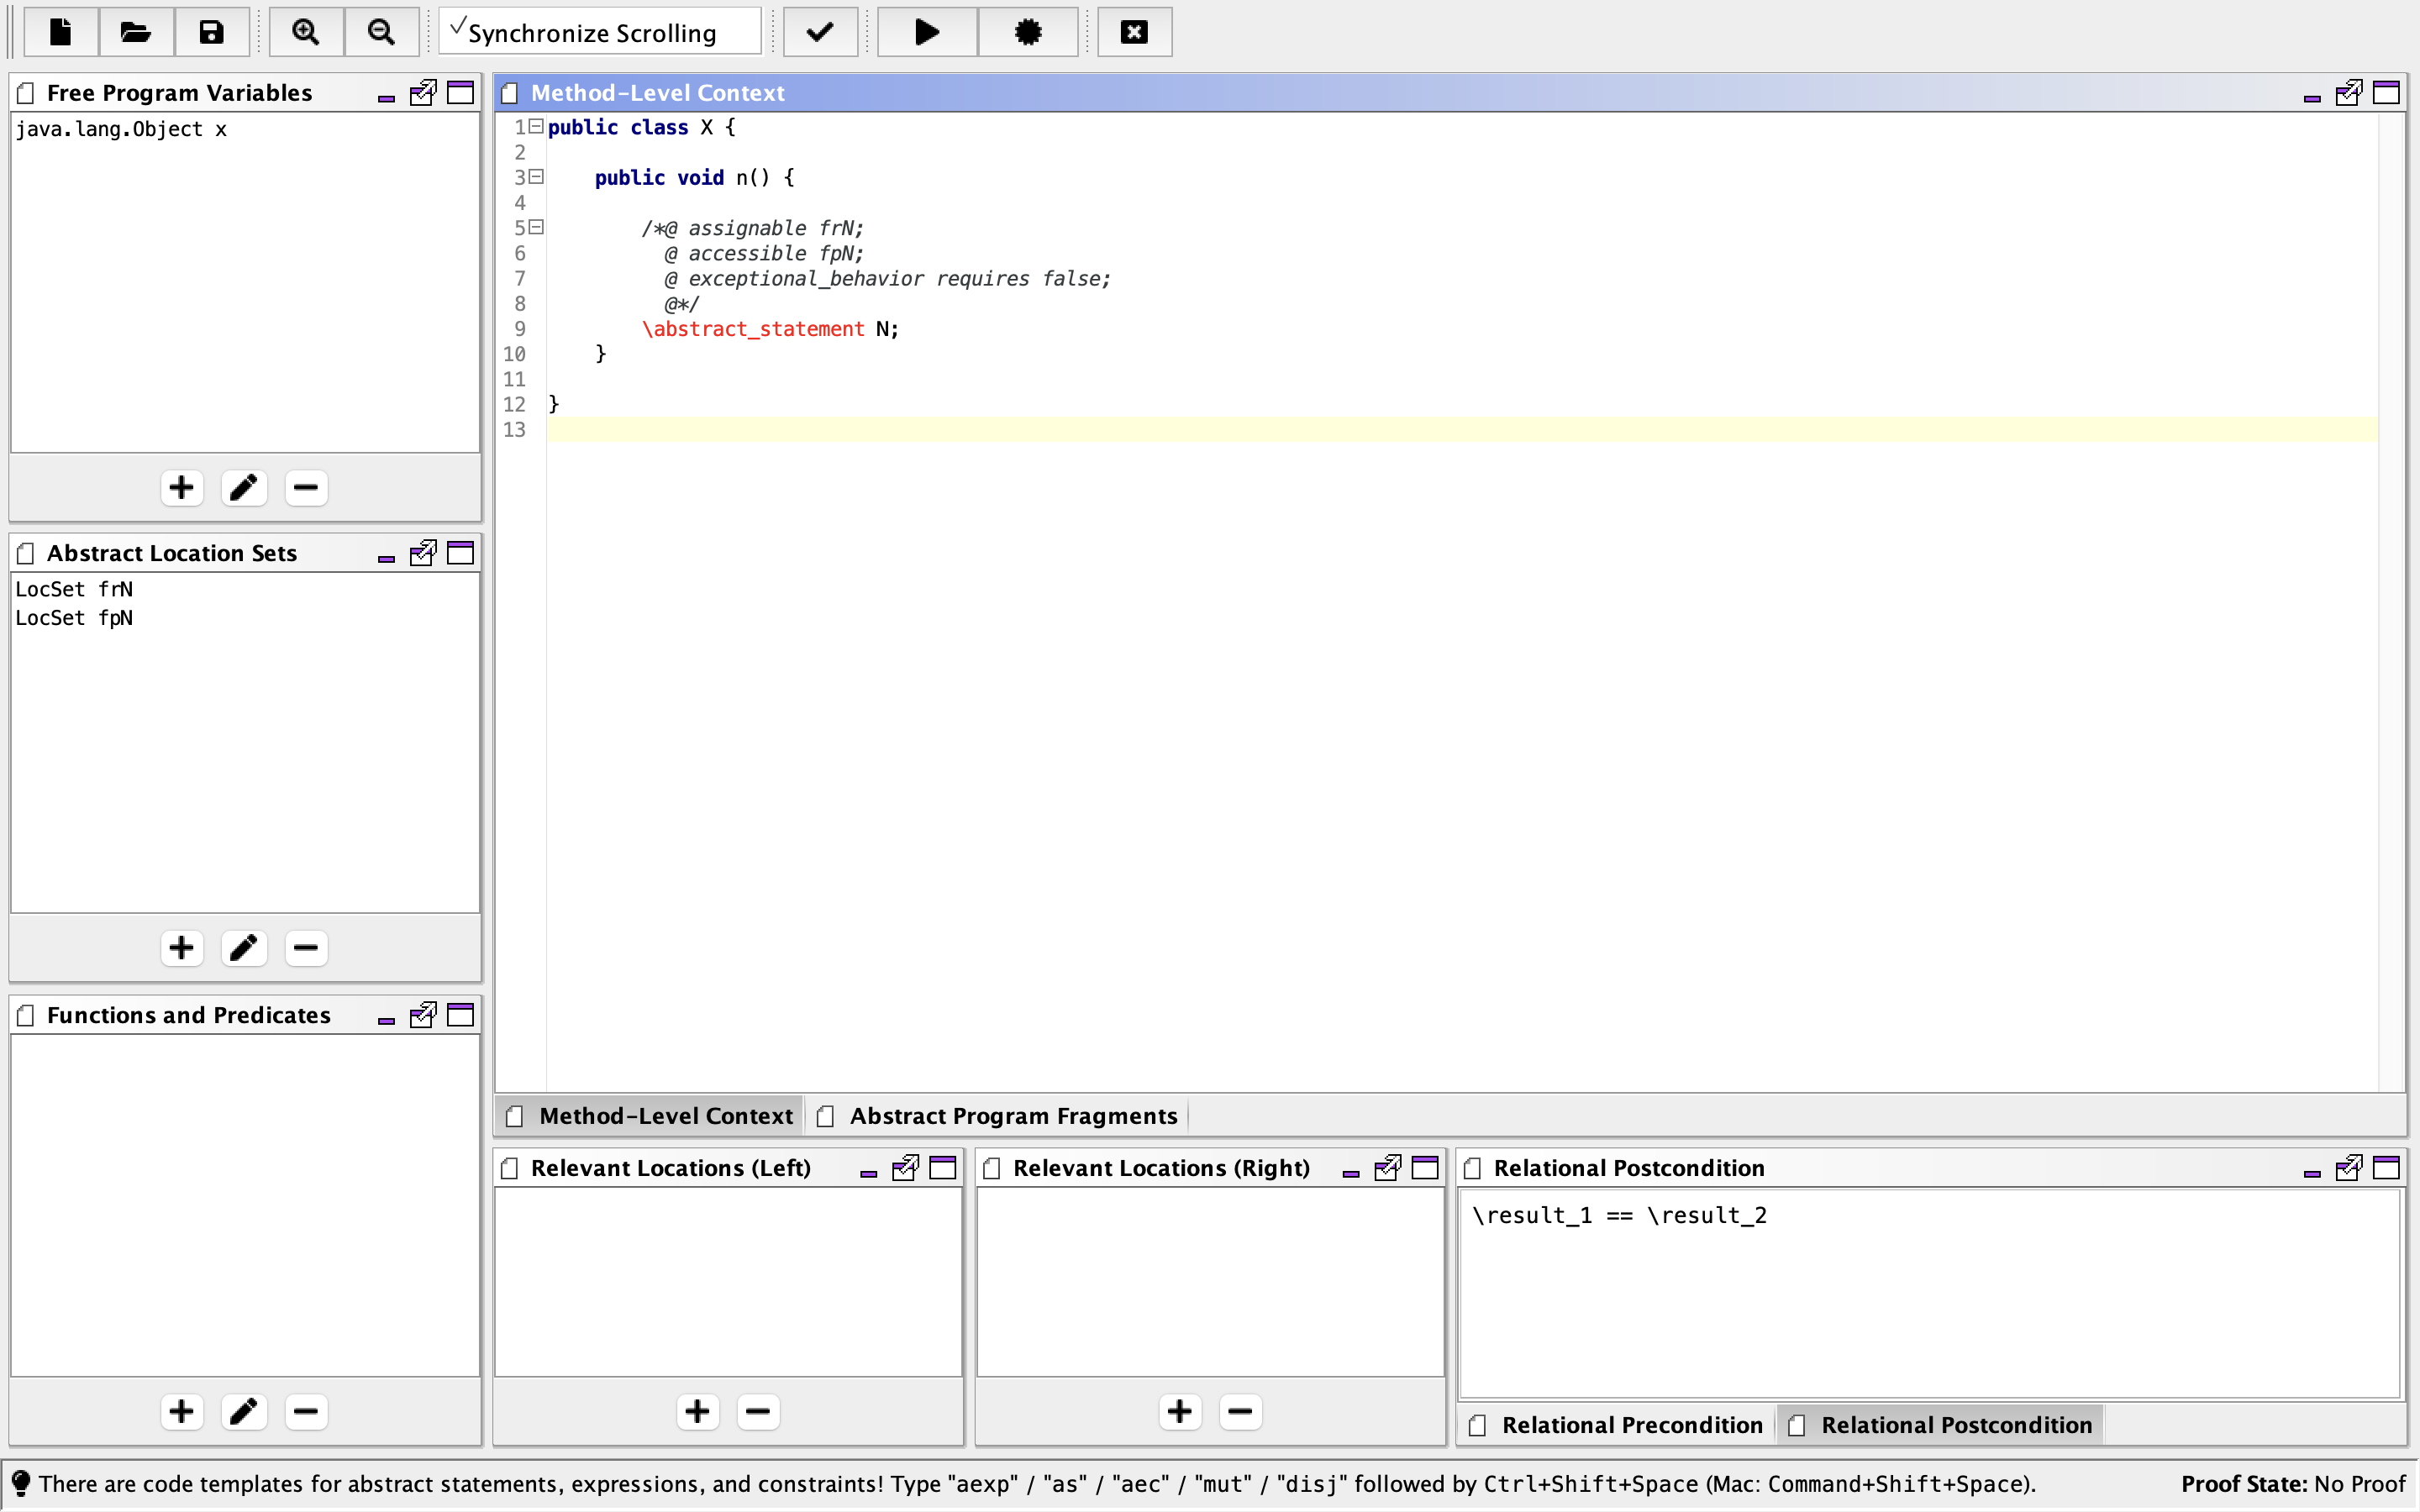 ✓Synchronize Scrolling
Free Program Variables
java.lang.Object x
Abstract Location Sets
LocSet frN
LocSet fpN
Functions and Predicates
Method-Level Context
1 public class X {
2
3     public void n() {
4
5         /*@ assignable frN;
6           @ accessible fpN;
7           @ exceptional_behavior requires false;
8           @*/
9         \abstract_statement N;
10     }
11
12 }
13
Method-Level Context Abstract Program Fragments
Relevant Locations (Left)
Relevant Locations (Right)
Relational Postcondition
\result_1 == \result_2
Relational Precondition Relational Postcondition
There are code templates for abstract statements, expressions, and constraints! Type "aexp" / "as" / "aec" / "mut" / "disj" followed by Ctrl+Shift+Space (Mac: Command+Shift+Space). Proof State: No Proof